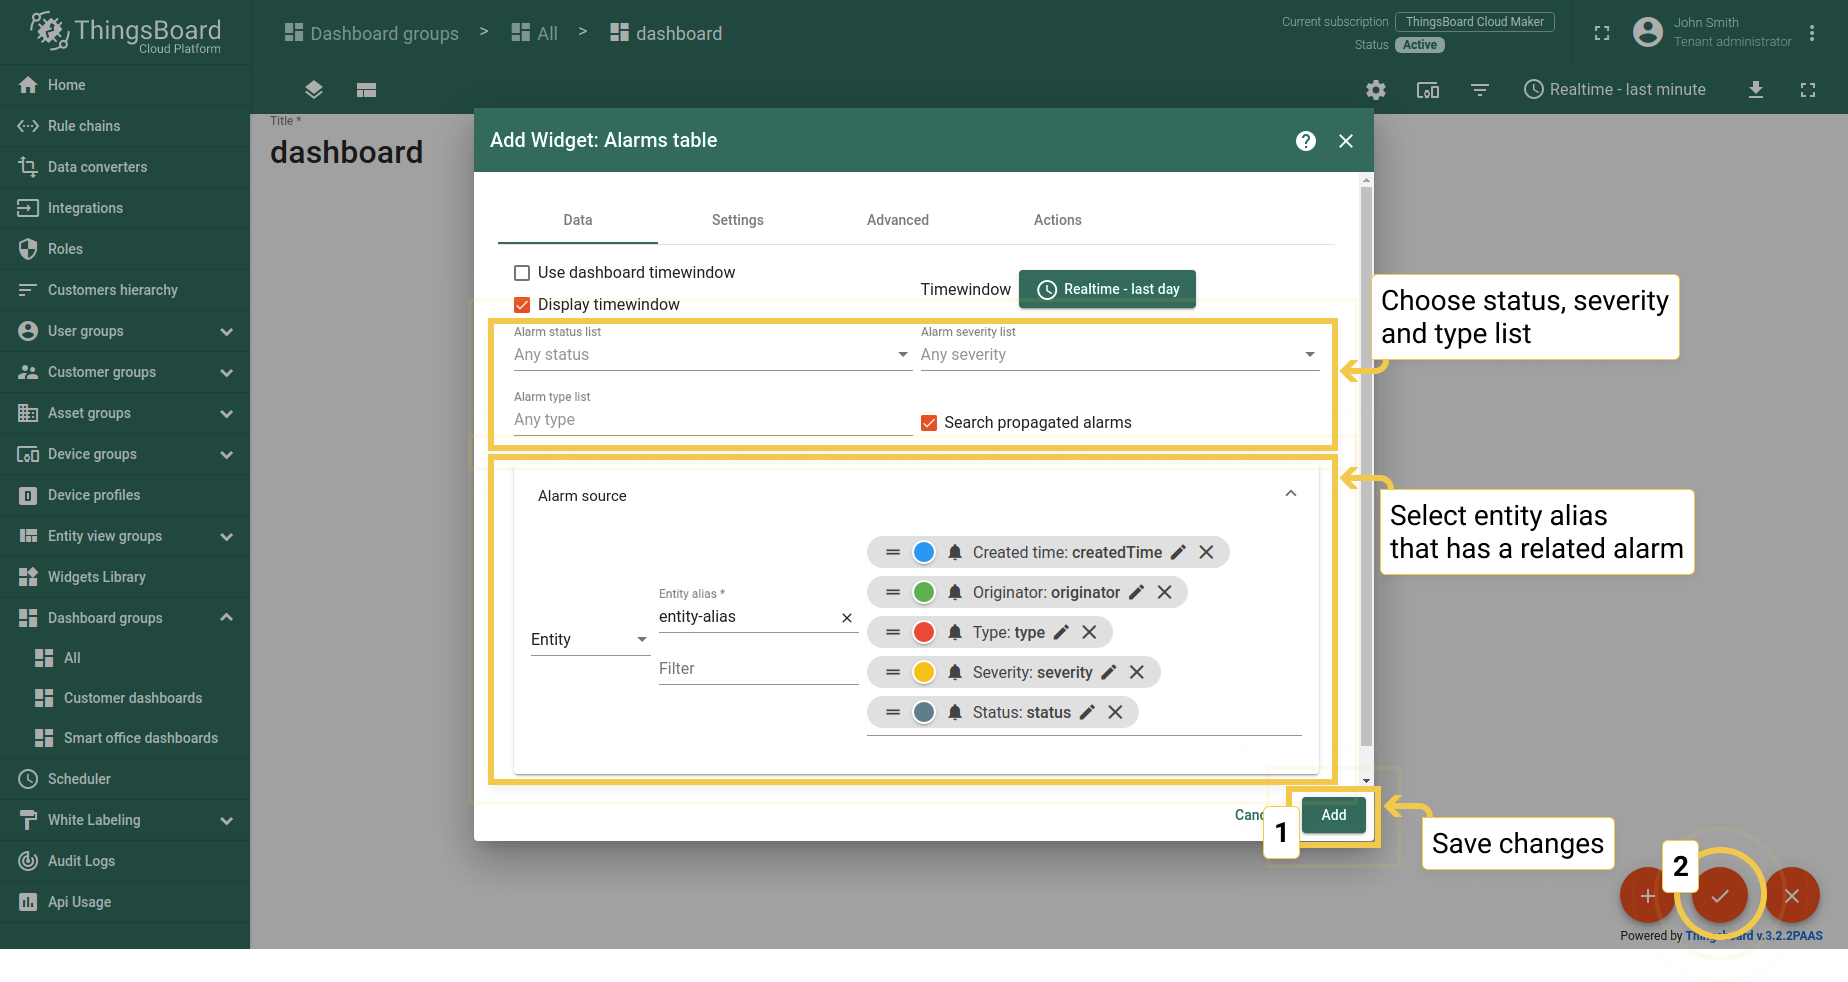 ThingsBoard
Cloud Platform
Dashboard groups > All > dashboard
Current subscription ThingsBoard Cloud Maker
Status Active
John Smith
Tenant administrator
Realtime - last minute
Home
Rule chains
Data converters
Integrations
Roles
Customers hierarchy
User groups
Customer groups
Asset groups
Device groups
Device profiles
Entity view groups
Widgets Library
Dashboard groups
All
Customer dashboards
Smart office dashboards
Scheduler
White Labeling
Audit Logs
Api Usage
Title *
dashboard
Add Widget: Alarms table
Data Settings Advanced Actions
Use dashboard timewindow
Display timewindow
Timewindow Realtime - last day
Alarm status list
Any status
Alarm severity list
Any severity
Alarm type list
Any type
Search propagated alarms
Alarm source
Entity
Entity alias *
entity-alias
Filter
Created time: createdTime
Originator: originator
Type: type
Severity: severity
Status: status
Canc
1
Add
Choose status, severity
and type list
Select entity alias
that has a related alarm
Save changes
2
Powered by Thingsboard v.3.2.2PAAS